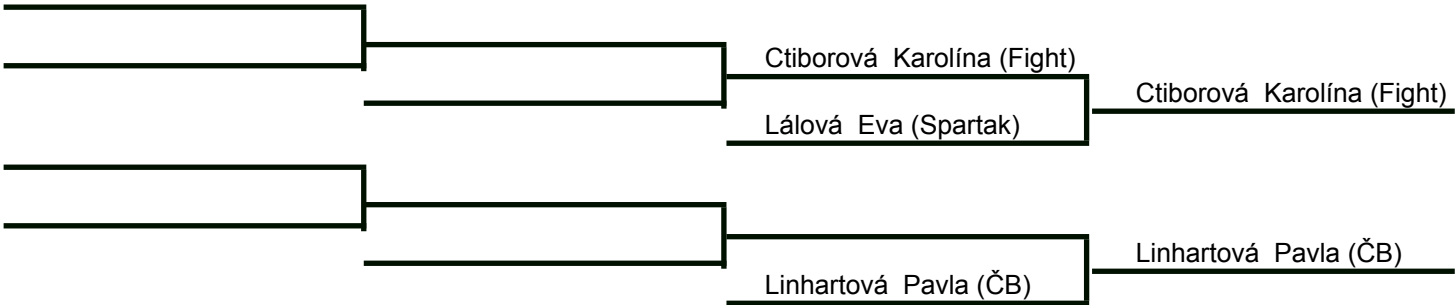 Ctiborová Karolína (Fight)
Ctiborová Karolína (Fight)
Lálová Eva (Spartak)
Linhartová Pavla (ČB)
Linhartová Pavla (ČB)